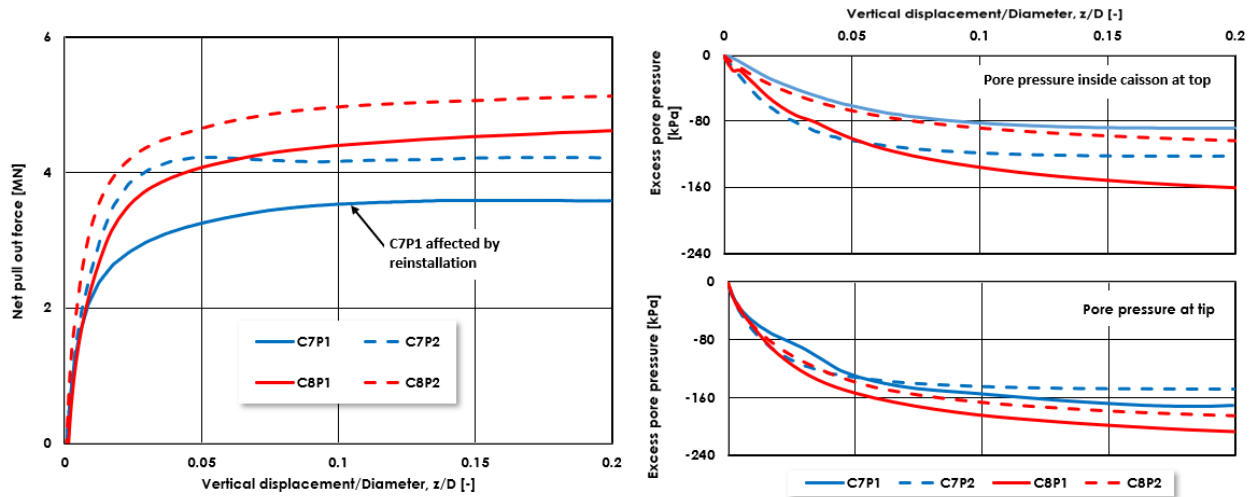 6
4
2
0
0
0.05
0.1
0.15
0.2
Net pull out force [MN]
Vertical displacement/Diameter, z/D [-]
C7P1 affected by
reinstallation
C7P1
C7P2
C8P1
C8P2
Vertical displacement/Diameter, z/D [-]
0
0.05
0.1
0.15
0.2
0
-80
-160
-240
Excess pore pressure
[kPa]
Pore pressure inside caisson at top
0
-80
-160
-240
Excess pore pressure [kPa]
Pore pressure at tip
C7P1
C7P2
C8P1
C8P2